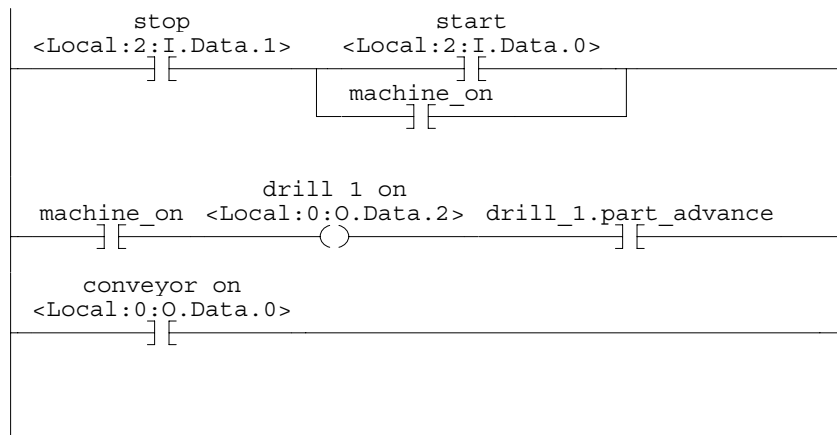 stop start
<Local:2:I.Data.1> <Local:2:I.Data.0>
machine_on
drill 1 on
machine_on <Local:0:O.Data.2> drill_1.part_advance
conveyor on
<Local:0:O.Data.0>